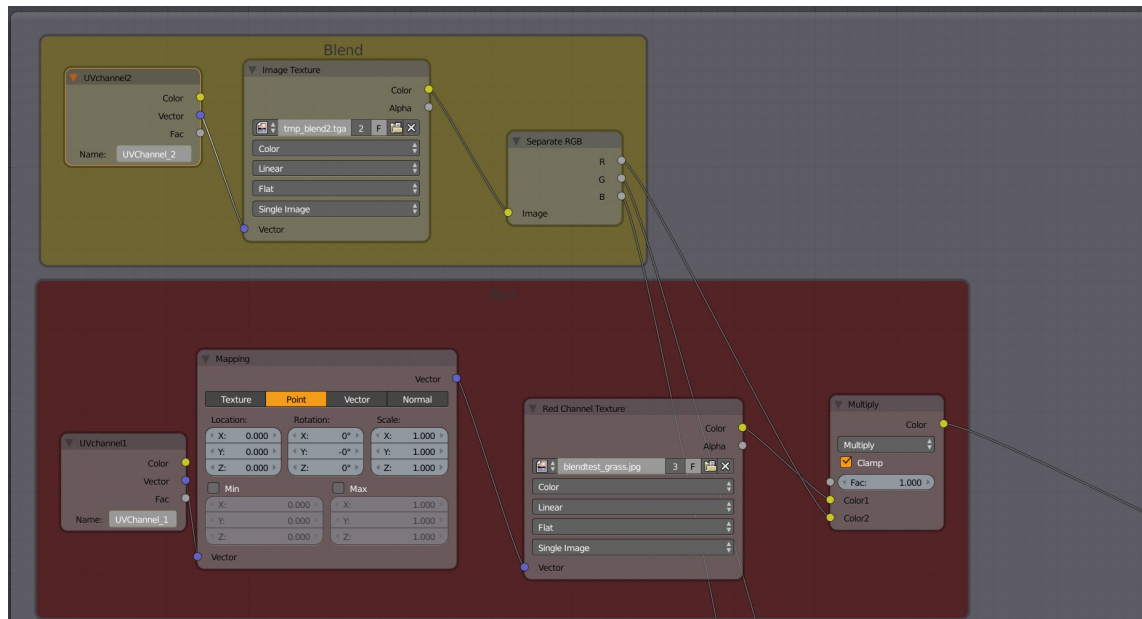 Blend
UVchannel2
Color
Vector
Fac
Name: UVChannel_2
Image Texture
Color
Alpha
tmp_blend2.tga 2 F
Color
Linear
Flat
Single Image
Vector
Separate RGB
R
G
B
Image
UVchannel1
Color
Vector
Fac
Name: UVChannel_1
Mapping
Vector
Texture Point Vector Normal
Location: Rotation: Scale:
X: 0.000 X: 0° X: 1.000
Y: 0.000 Y: -0° Y: 1.000
Z: 0.000 Z: 0° Z: 1.000
Min Max
X: 0.000 X: 1.000
Y: 0.000 Y: 1.000
Z: 0.000 Z: 1.000
Vector
Red Channel Texture
Color
Alpha
blendtest_grass.jpg 3 F
Color
Linear
Flat
Single Image
Vector
Multiply
Color
Multiply
Clamp
Fac: 1.000
Color1
Color2